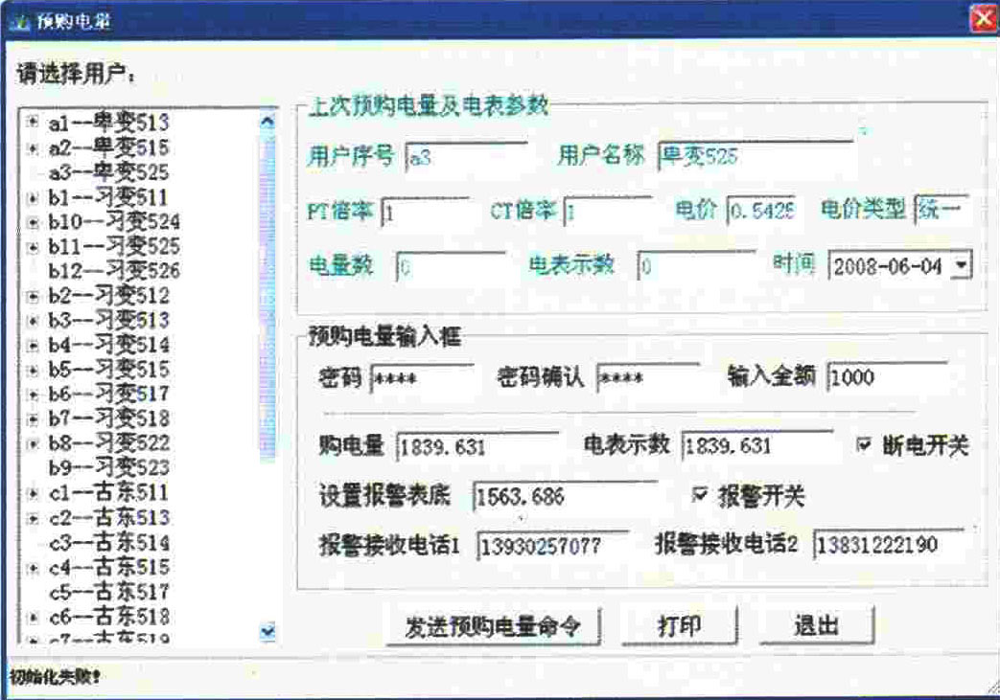 预购电量
请选择用户：
a1--卑变513
a2--卑变515
a3--卑变525
b1--习变511
b10--习变524
b11--习变525
b12--习变526
b2--习变512
b3--习变513
b4--习变514
b5--习变515
b6--习变517
b7--习变518
b8--习变522
b9--习变523
c1--古东511
c2--古东513
c3--古东514
c4--古东515
c5--古东517
c6--古东518
c7--古东519
上次预购电量及电表参数
用户序号 a3 用户名称 卑变525
PT倍率 1 CT倍率 1 电价 0.5425 电价类型 统一
电量数 0 电表示数 0 时间 2008-06-04
预购电量输入框
密码 **** 密码确认 **** 输入金额 1000
购电量 1839.631 电表示数 1839.631 断电开关
设置报警表底 1563.686 报警开关
报警接收电话1 13930257077 报警接收电话2 13831222190
发送预购电量命令 打印 退出
初始化失败!